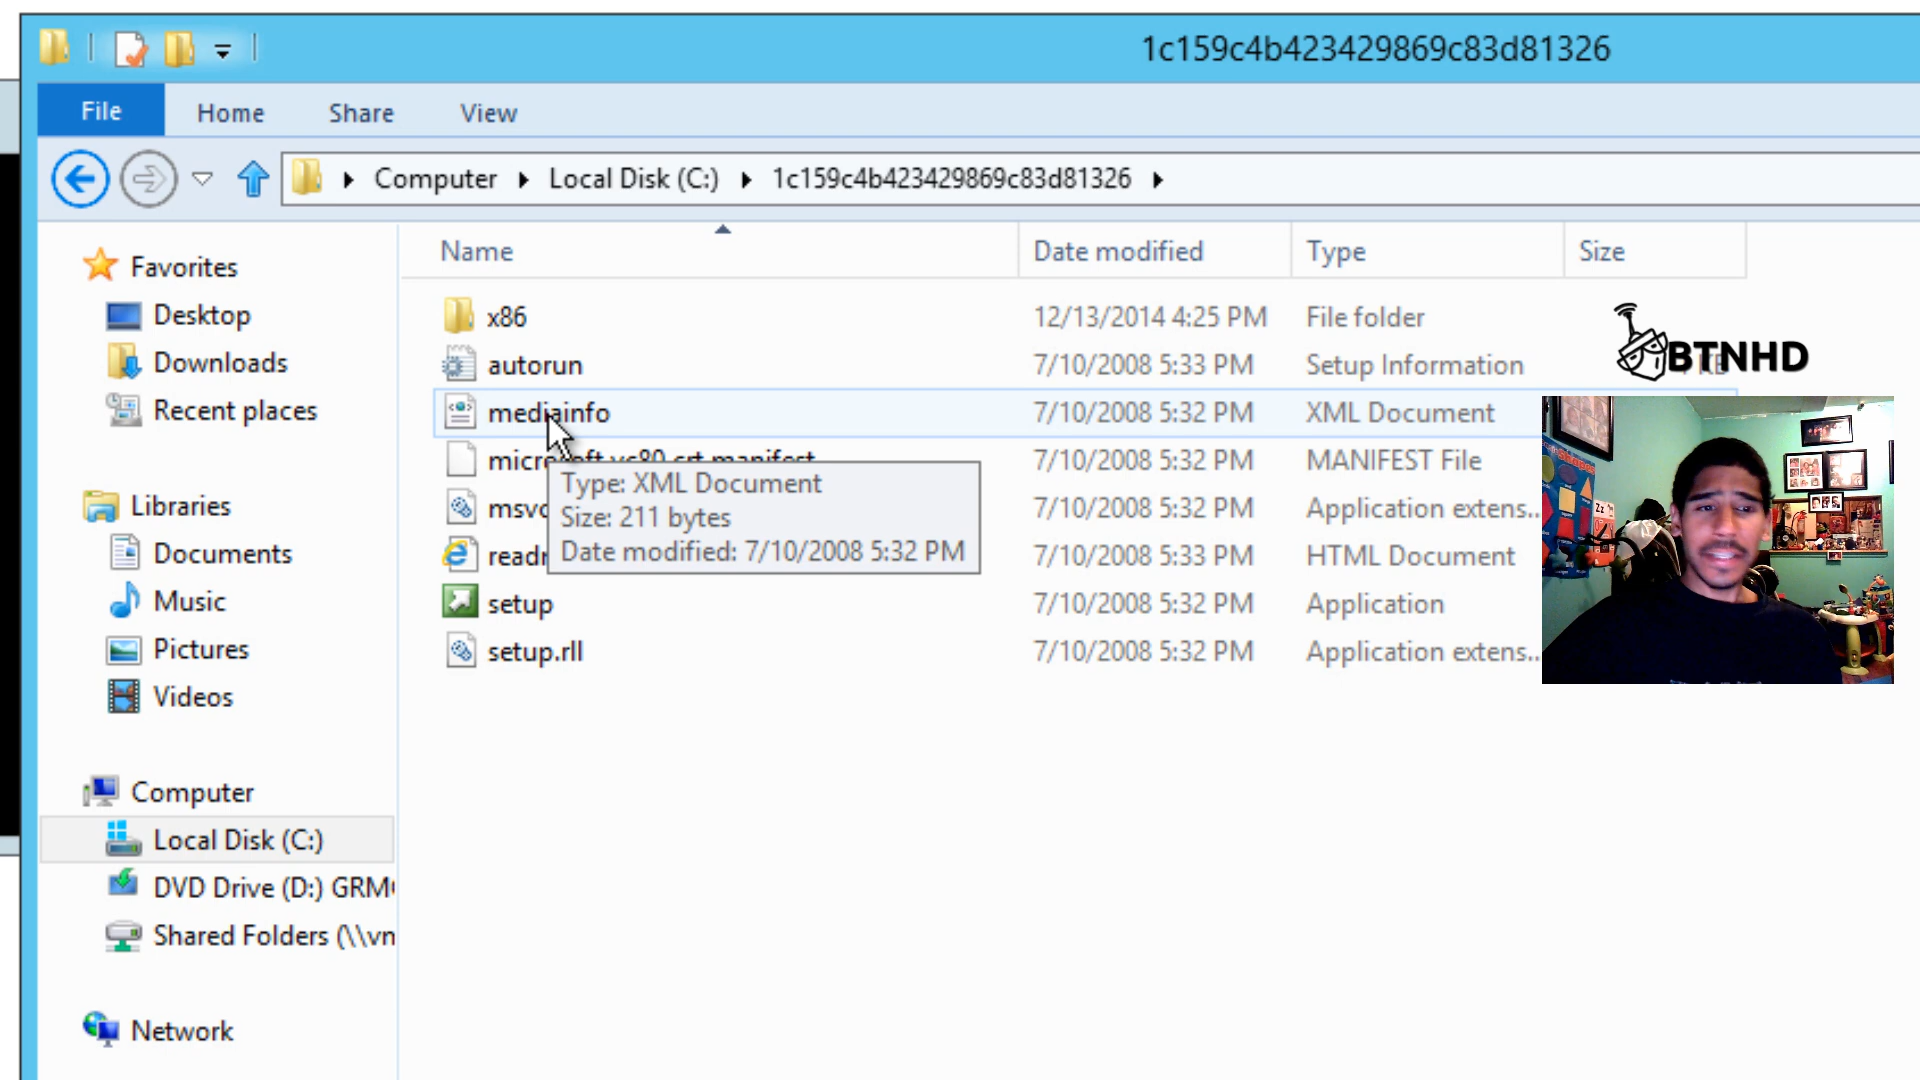 1c159c4b423429869c83d81326
File Home Share View
Computer Local Disk (C:) 1c159c4b423429869c83d81326
Name Date modified Type Size
Favorites
Desktop
Downloads
Recent places
Libraries
Documents
Music
Pictures
Videos
Computer
Local Disk (C:)
DVD Drive (D:)
Shared Folders
Network
x86 12/13/2014 4:25 PM File folder
autorun 7/10/2008 5:33 PM Setup Information
mediainfo 7/10/2008 5:32 PM XML Document
7/10/2008 5:32 PM MANIFEST File
7/10/2008 5:32 PM Application extens...
7/10/2008 5:33 PM HTML Document
setup 7/10/2008 5:32 PM Application
setup.rll 7/10/2008 5:32 PM Application extens...
Type: XML Document
Size: 211 bytes
Date modified: 7/10/2008 5:32 PM
BTNHD